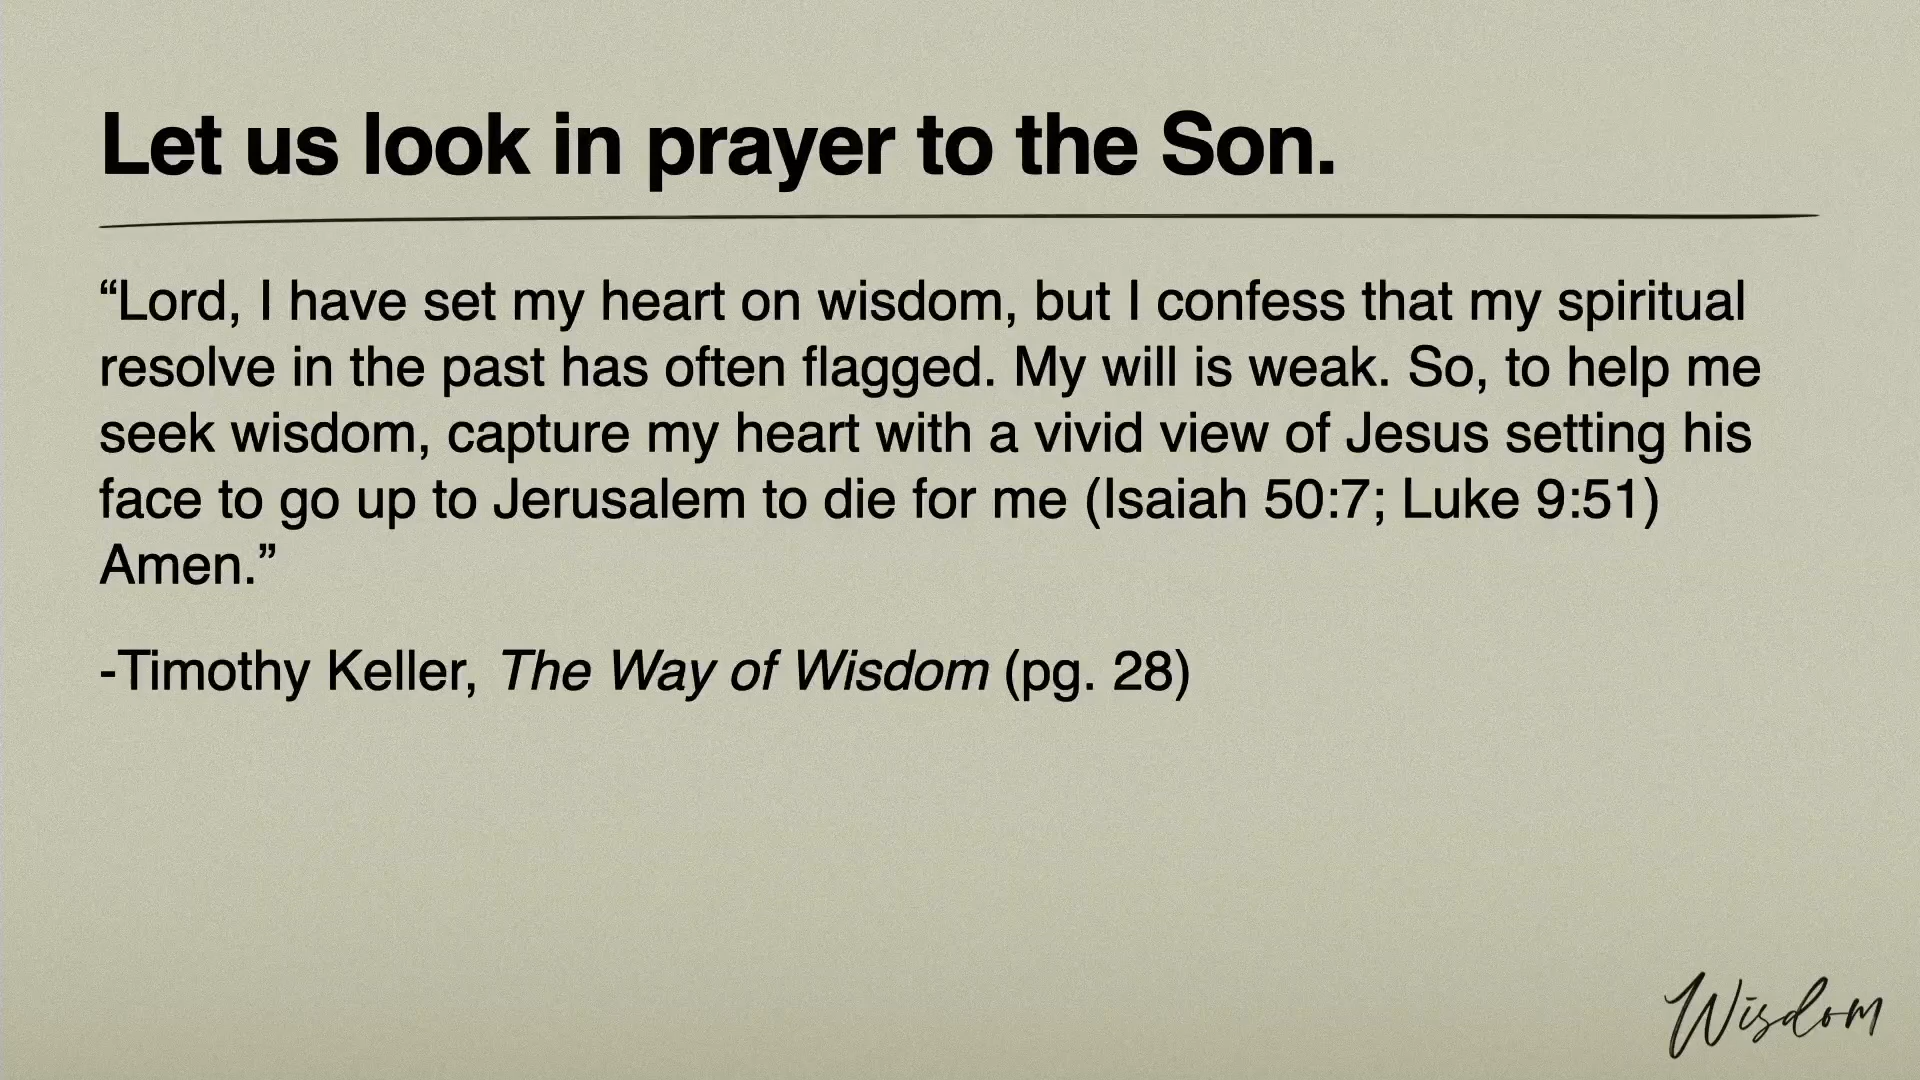 Let us look in prayer to the Son.
“Lord, I have set my heart on wisdom, but I confess that my spiritual
resolve in the past has often flagged. My will is weak. So, to help me
seek wisdom, capture my heart with a vivid view of Jesus setting his
face to go up to Jerusalem to die for me (Isaiah 50:7; Luke 9:51)
Amen.”
-Timothy Keller, The Way of Wisdom (pg. 28)
Wisdom